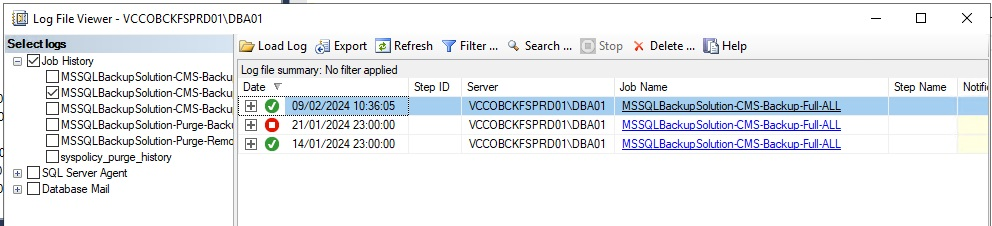 Log File Viewer - VCCOBCKFSPRD01\DBA01
Select logs
Job History
MSSQLBackupSolution-CMS-Backu
MSSQLBackupSolution-CMS-Backu
MSSQLBackupSolution-CMS-Backu
MSSQLBackupSolution-Purge-Back
MSSQLBackupSolution-Purge-Remo
syspolicy_purge_history
SQL Server Agent
Database Mail
Load Log Export Refresh Filter ... Search ... Stop Delete ... Help
Log file summary: No filter applied
Date Step ID Server Job Name Step Name Notific
09/02/2024 10:36:05 VCCOBCKFSPRD01\DBA01 MSSQLBackupSolution-CMS-Backup-Full-ALL
21/01/2024 23:00:00 VCCOBCKFSPRD01\DBA01 MSSQLBackupSolution-CMS-Backup-Full-ALL
14/01/2024 23:00:00 VCCOBCKFSPRD01\DBA01 MSSQLBackupSolution-CMS-Backup-Full-ALL